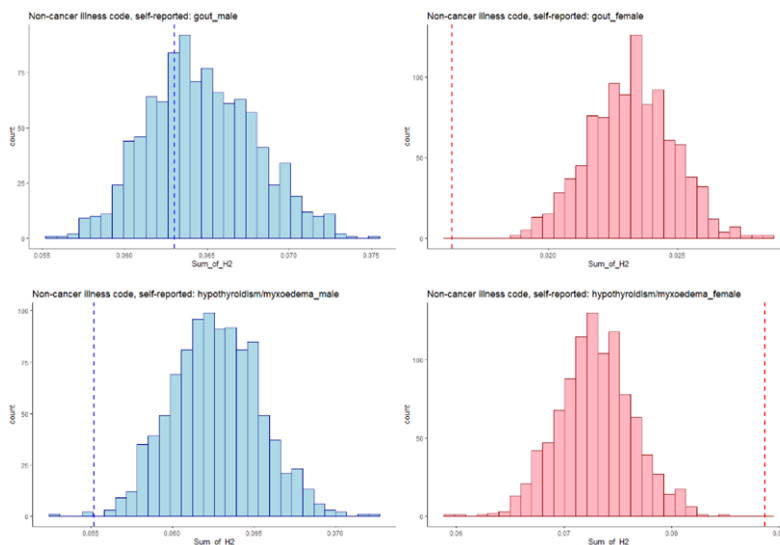 Non-cancer illness code, self-reported: gout_male
Non-cancer illness code, self-reported: gout_female
75
50
25
0
count
0.055
0.060
0.065
0.070
0.075
Sum_of_H2
100
50
0
count
0.020
0.025
Sum_of_H2
Non-cancer illness code, self-reported: hypothyroidism/myxoedema_male
Non-cancer illness code, self-reported: hypothyroidism/myxoedema_female
100
75
50
25
0
count
0.055
0.060
0.065
0.070
Sum_of_H2
100
50
0
count
0.06
0.07
0.08
Sum_of_H2